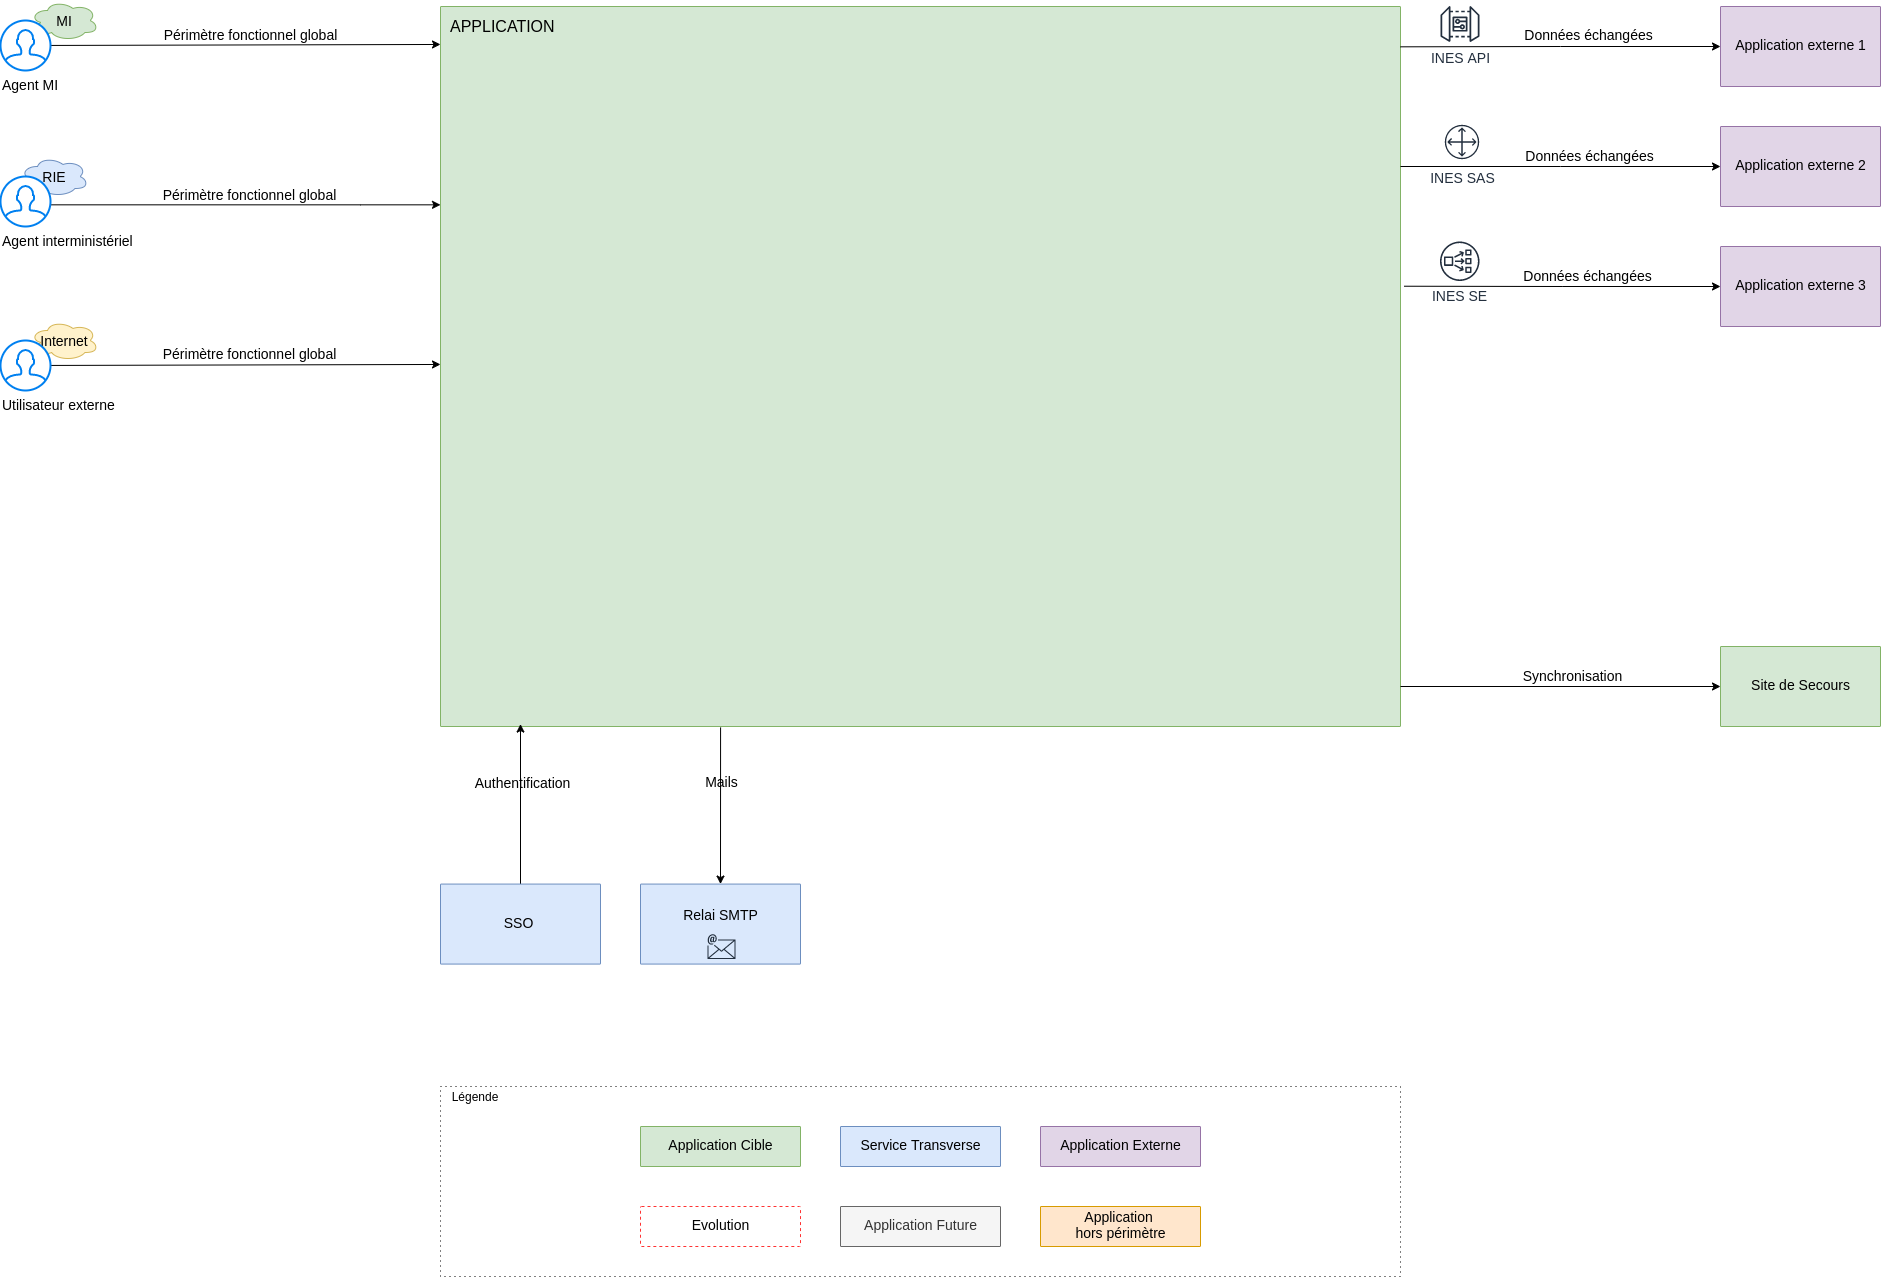 MI
Périmètre fonctionnel global
Agent MI
RIE
Périmètre fonctionnel global
Agent interministériel
Internet
Périmètre fonctionnel global
Utilisateur externe
APPLICATION
INES API
Données échangées
Application externe 1
INES SAS
Données échangées
Application externe 2
INES SE
Données échangées
Application externe 3
Synchronisation
Site de Secours
Authentification
Mails
SSO
Relai SMTP
@
Légende
Application Cible
Service Transverse
Application Externe
Evolution
Application Future
Application
hors périmètre